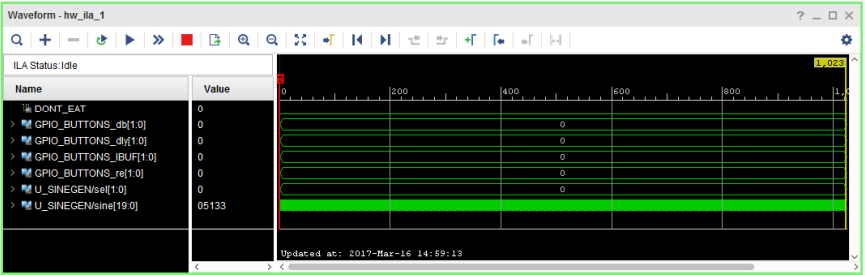 Waveform - hw_ila_1
ILA Status:Idle
1,023
Name Value
0 200 400 600 800 1,0
DONT_EAT 0
GPIO_BUTTONS_db[1:0] 0 0
GPIO_BUTTONS_dly[1:0] 0 0
GPIO_BUTTONS_IBUF[1:0] 0 0
GPIO_BUTTONS_re[1:0] 0 0
U_SINEGEN/sel[1:0] 0 0
U_SINEGEN/sine[19:0] 05133
Updated at: 2017-Mar-16 14:59:13